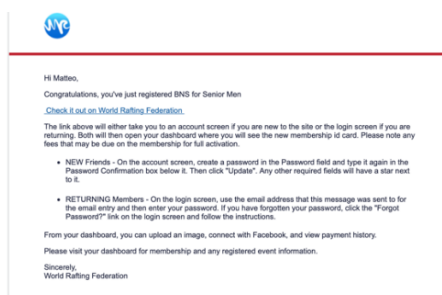 Hi Matteo,
Congratulations, you've just registered BNS for Senior Men
Check it out on World Rafting Federation
The link above will either take you to an account screen if you are new to the site or the login screen if you are
returning. Both will then open your dashboard where you will see the new membership id card. Please note any
fees that may be due on the membership for full activation.
• NEW Friends - On the account screen, create a password in the Password field and type it again in the
Password Confirmation box below it. Then click "Update". Any other required fields will have a star next
to it.
• RETURNING Members - On the login screen, use the email address that this message was sent to for
the email entry and then enter your password. If you have forgotten your password, click the "Forgot
Password?" link on the login screen and follow the instructions.
From your dashboard, you can upload an image, connect with Facebook, and view payment history.
Please visit your dashboard for membership and any registered event information.
Sincerely,
World Rafting Federation